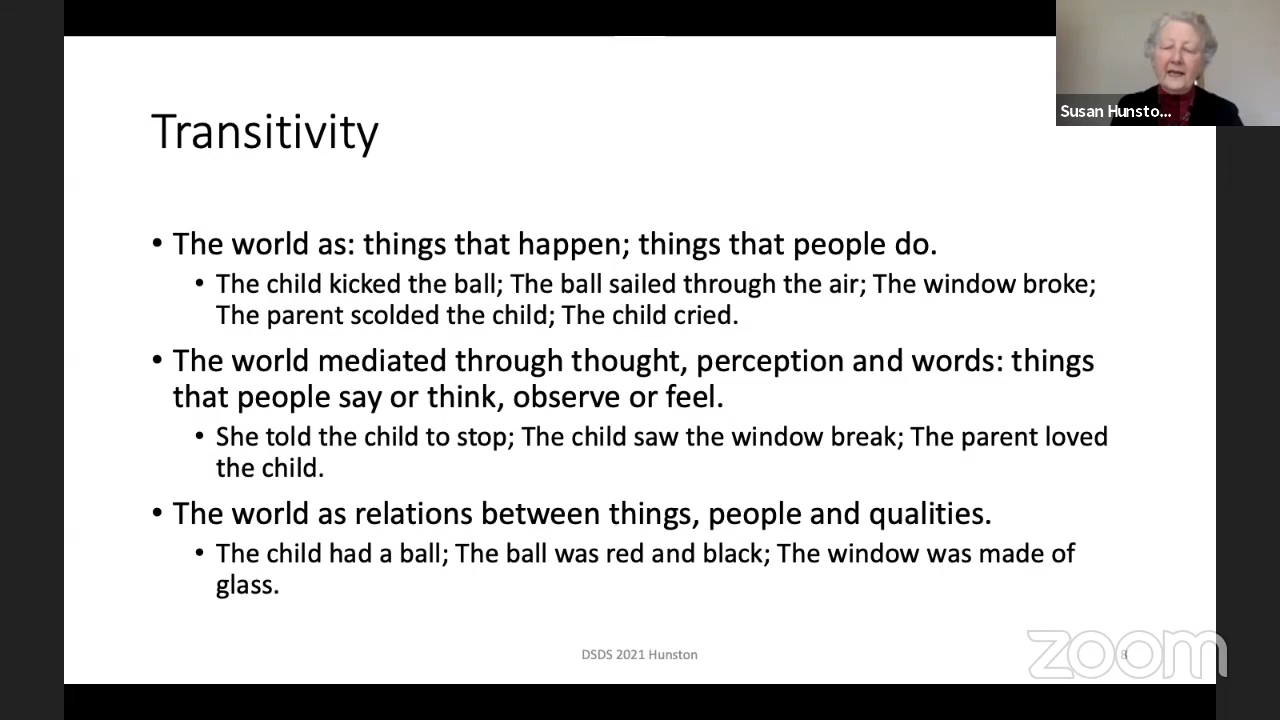 Susan Hunsto...
Transitivity
• The world as: things that happen; things that people do.
• The child kicked the ball; The ball sailed through the air; The window broke;
The parent scolded the child; The child cried.
• The world mediated through thought, perception and words: things
that people say or think, observe or feel.
• She told the child to stop; The child saw the window break; The parent loved
the child.
• The world as relations between things, people and qualities.
• The child had a ball; The ball was red and black; The window was made of
glass.
DSDS 2021 Hunston
8
zoom